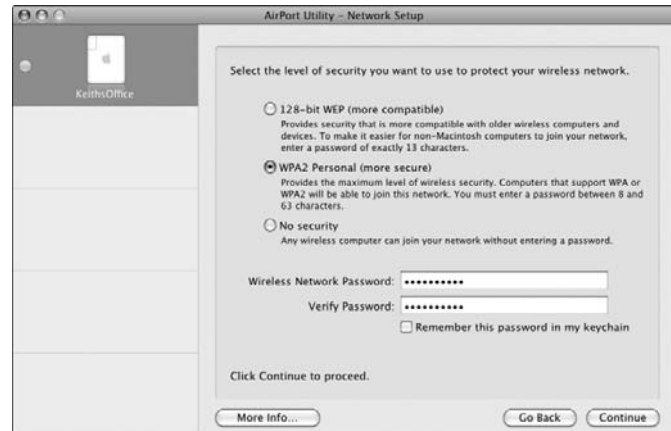 AirPort Utility – Network Setup
KeithsOffice
Select the level of security you want to use to protect your wireless network.
128-bit WEP (more compatible)
Provides security that is more compatible with older wireless computers and
devices. To make it easier for non-Macintosh computers to join your network,
enter a password of exactly 13 characters.
WPA2 Personal (more secure)
Provides the maximum level of wireless security. Computers that support WPA or
WPA2 will be able to join this network. You must enter a password between 8 and
63 characters.
No security
Any wireless computer can join your network without entering a password.
Wireless Network Password: ••••••••••
Verify Password: ••••••••••
Remember this password in my keychain
Click Continue to proceed.
More Info... Go Back Continue